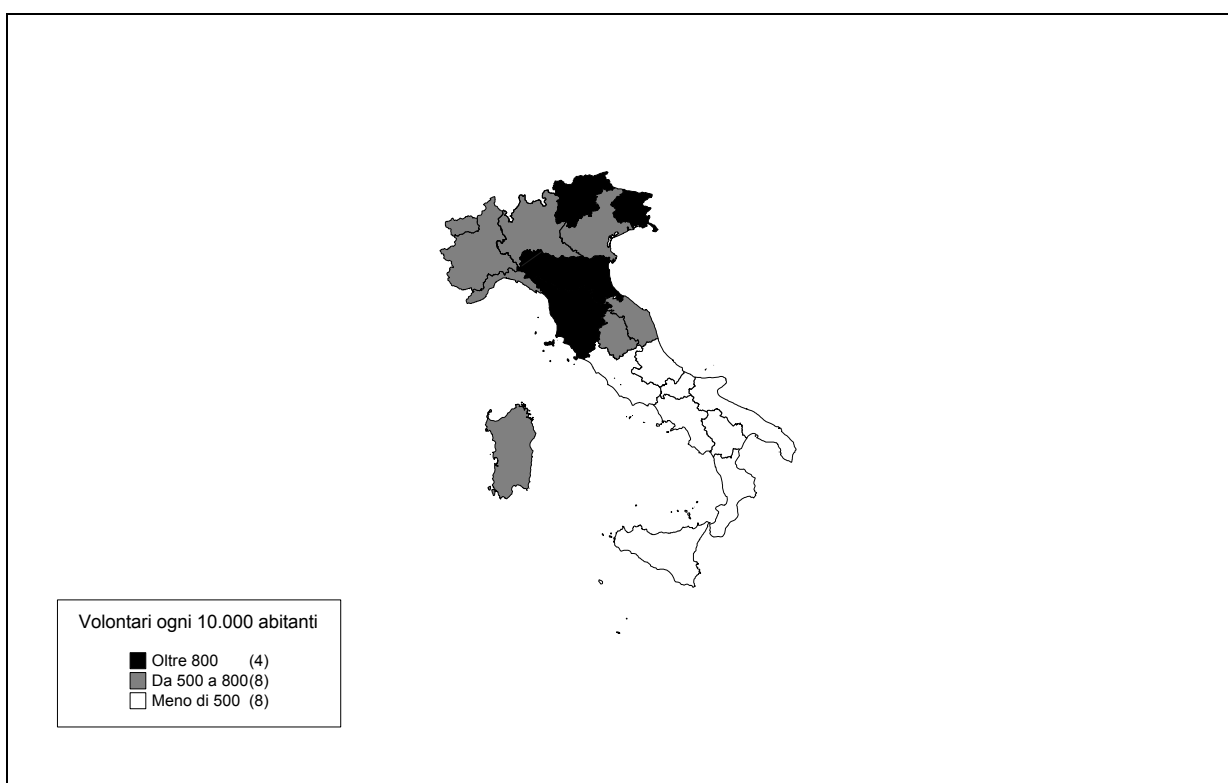 Volontari ogni 10.000 abitanti
Oltre 800 (4)
Da 500 a 800(8)
Meno di 500 (8)